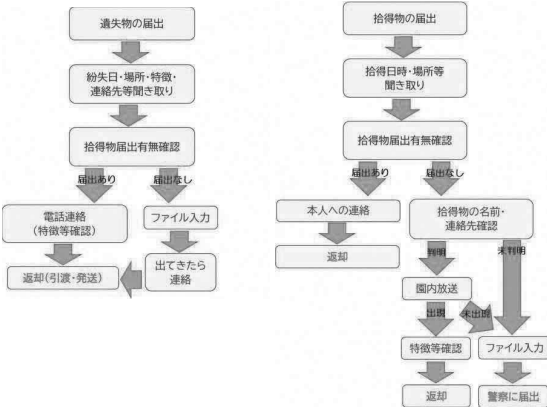 遺失物の届出
紛失日・場所・特徴・
連絡先等聞き取り
拾得物届出有無確認
届出あり
届出なし
電話連絡
(特徴等確認)
ファイル入力
返却(引渡・発送)
出てきたら
連絡
拾得物の届出
拾得日時・場所等
聞き取り
拾得物届出有無確認
届出あり
届出なし
本人への連絡
返却
拾得物の名前・
連絡先確認
判明
未判明
園内放送
出現
未出現
特徴等確認
ファイル入力
返却
警察に届出